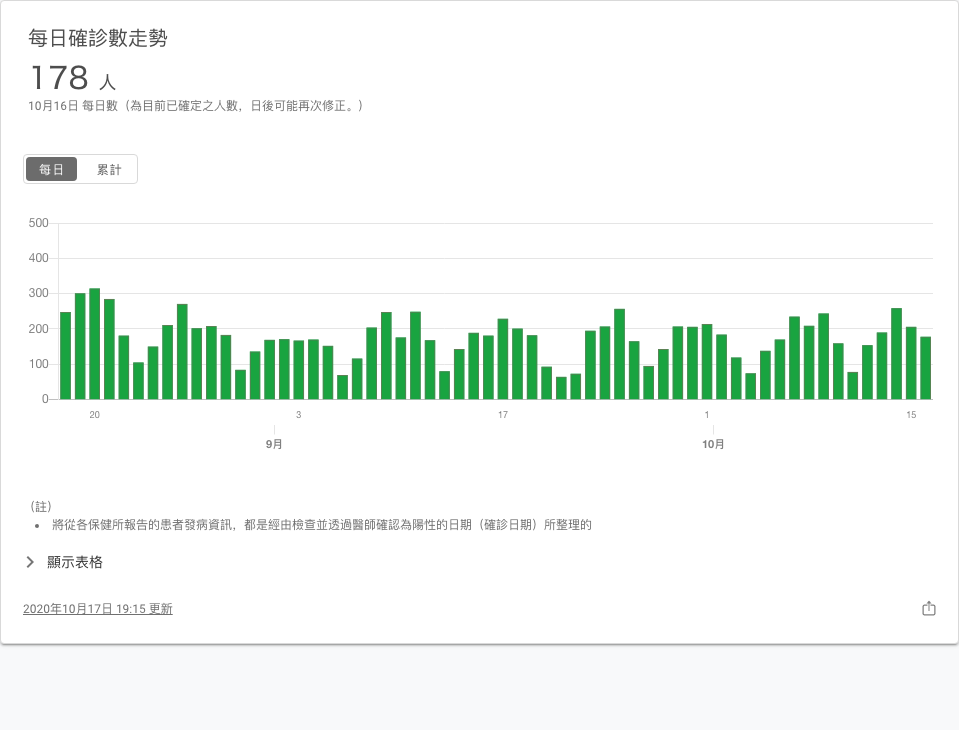 每日確診數走勢
178 人
10月16日 每日數（為目前已確定之人數，日後可能再次修正。）
每日 累計
500
400
300
200
100
0
20 3 17 1 15
9月 10月
（註）
• 將從各保健所報告的患者發病資訊，都是經由檢查並透過醫師確認為陽性的日期（確診日期）所整理的
顯示表格
2020年10月17日 19:15 更新